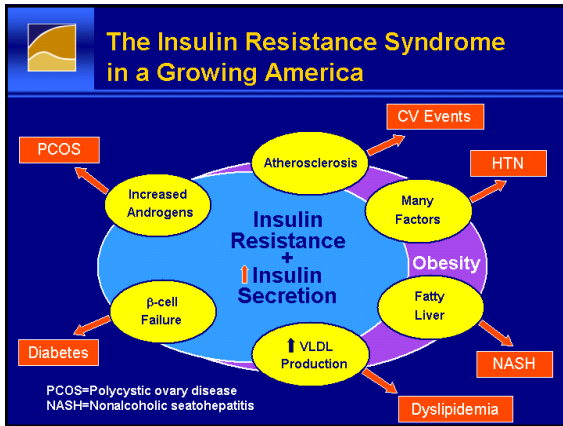 The Insulin Resistance Syndrome
in a Growing America
CV Events
PCOS
Atherosclerosis
HTN
Increased
Androgens
Many
Factors
Insulin
Resistance
+
Insulin
Secretion
Obesity
β-cell
Failure
Fatty
Liver
VLDL
Production
Diabetes
NASH
Dyslipidemia
PCOS=Polycystic ovary disease
NASH=Nonalcoholic seatohepatitis